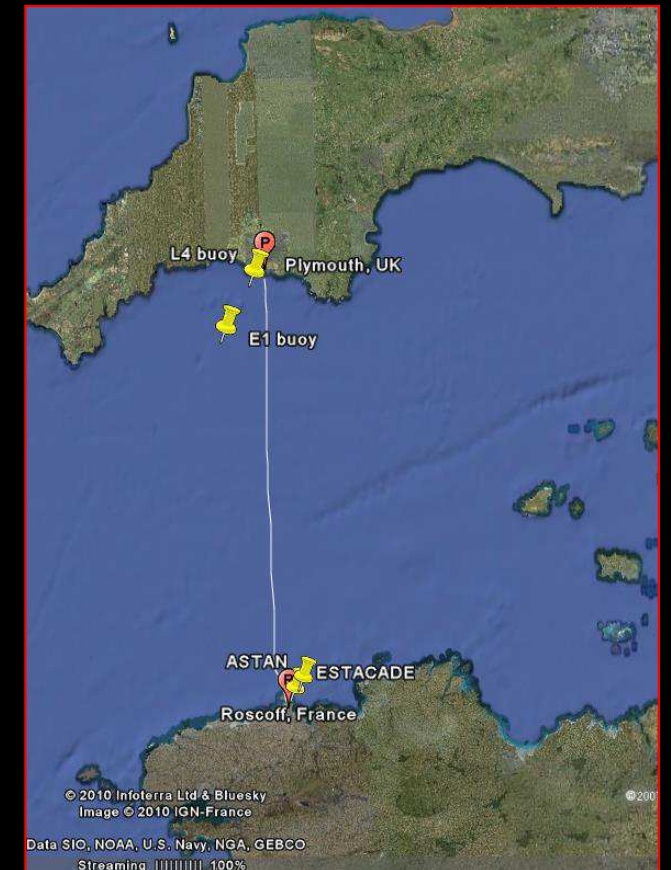 P
L4 buoy
Plymouth, UK
E1 buoy
ASTAN
ESTACADE
P
Roscoff, France
© 2010 Infoterra Ltd & Bluesky
©200
Image © 2010 IGN-France
Data SIO, NOAA, U.S. Navy, NGA, GEBCO
Streaming |||||||||| 100%